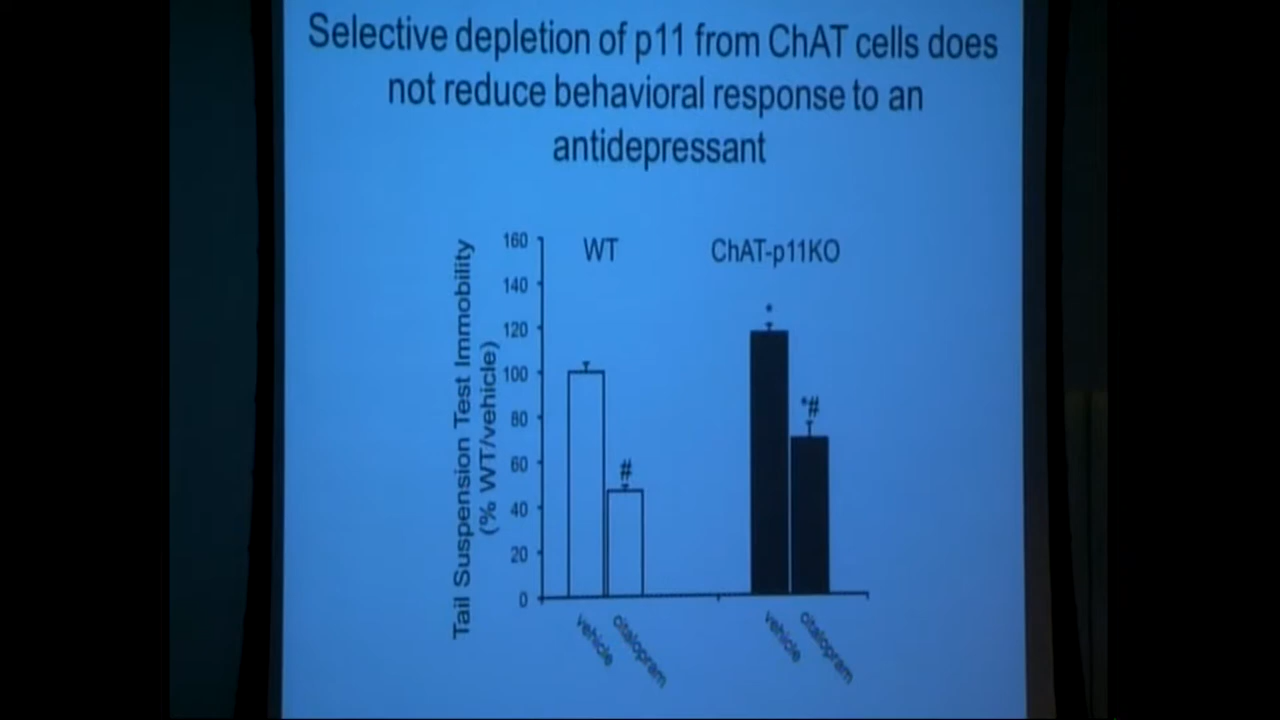 Selective depletion of p11 from ChAT cells does
not reduce behavioral response to an
antidepressant
Tail Suspension Test Immobility
(% WT/vehicle)
160
140
120
100
80
60
40
20
0
WT
ChAT-p11KO
#
*
*#
vehicle
citalopram
vehicle
citalopram